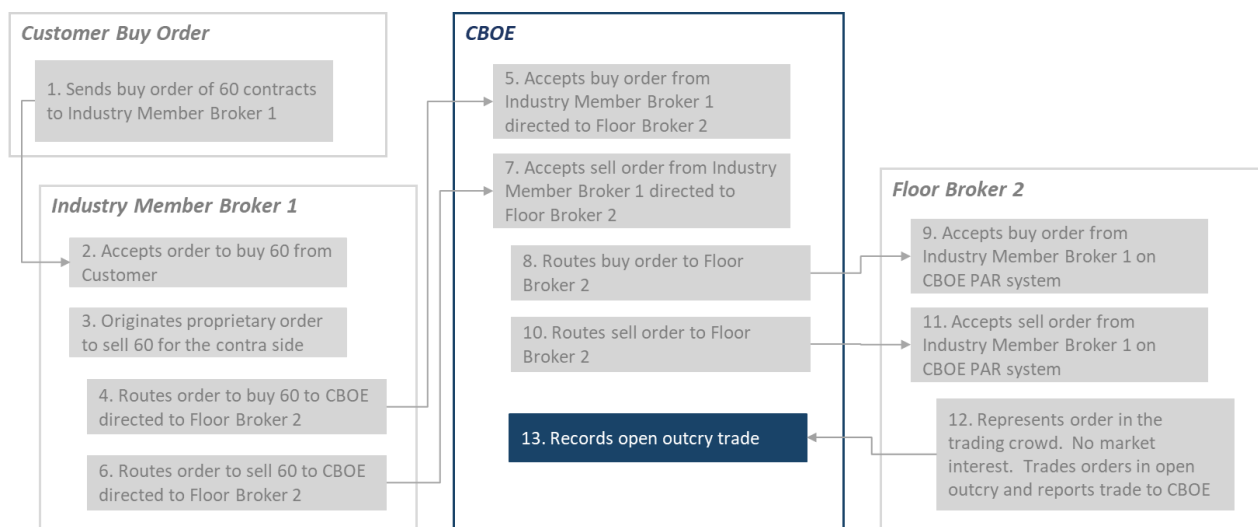 Customer Buy Order
1. Sends buy order of 60 contracts
to Industry Member Broker 1
Industry Member Broker 1
2. Accepts order to buy 60 from
Customer
3. Originates proprietary order
to sell 60 for the contra side
4. Routes order to buy 60 to CBOE
directed to Floor Broker 2
6. Routes order to sell 60 to CBOE
directed to Floor Broker 2
CBOE
5. Accepts buy order from
Industry Member Broker 1
directed to Floor Broker 2
7. Accepts sell order from Industry
Member Broker 1 directed to
Floor Broker 2
8. Routes buy order to Floor
Broker 2
10. Routes sell order to Floor
Broker 2
13. Records open outcry trade
Floor Broker 2
9. Accepts buy order from
Industry Member Broker 1 on
CBOE PAR system
11. Accepts sell order from
Industry Member Broker 1 on
CBOE PAR system
12. Represents order in the
trading crowd. No market
interest. Trades orders in open
outcry and reports trade to CBOE